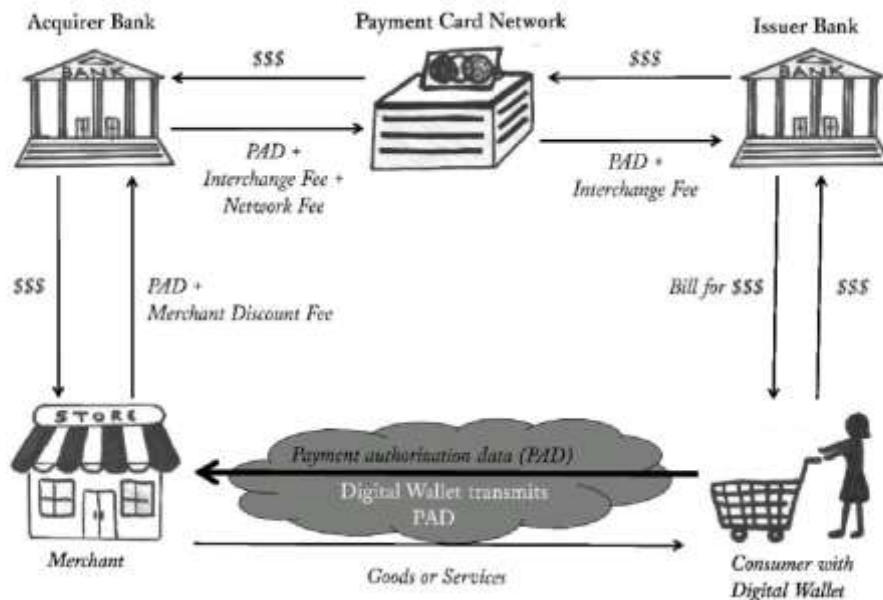 Acquirer Bank
Payment Card Network
Issuer Bank
$$$
$$$
BANK
BANK
PAD +
Interchange Fee +
Network Fee
PAD +
Interchange Fee
$$$
PAD +
Merchant Discount Fee
Bill for $$$
$$$
STORE
Payment authorization data (PAD)
Digital Wallet transmits
PAD
Merchant
Goods or Services
Consumer with
Digital Wallet